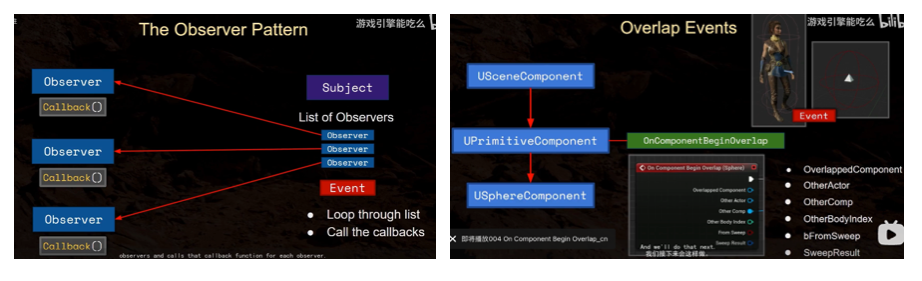 The Observer Pattern
游戏引擎能吃么
Observer
Callback()
Observer
Callback()
Observer
Callback()
Subject
List of Observers
Observer
Observer
Observer
Event
● Loop through list
● Call the callbacks
observers and calls that callback function for each observer.
Overlap Events
游戏引擎能吃么 bili
USceneComponent
UPrimitiveComponent
USphereComponent
Event
OnComponentBeginOverlap
On Component Begin Overlap (Sphere)
Overlapped Component
Other Actor
Other Comp
Other Body Index
From Sweep
Sweep Result
● OverlappedComponent
● OtherActor
● OtherComp
● OtherBodyIndex
● bFromSweep
● SweepResult
即将播放004 On Component Begin Overlap_cn
And we'll do that next.
我们接下来会这样做.